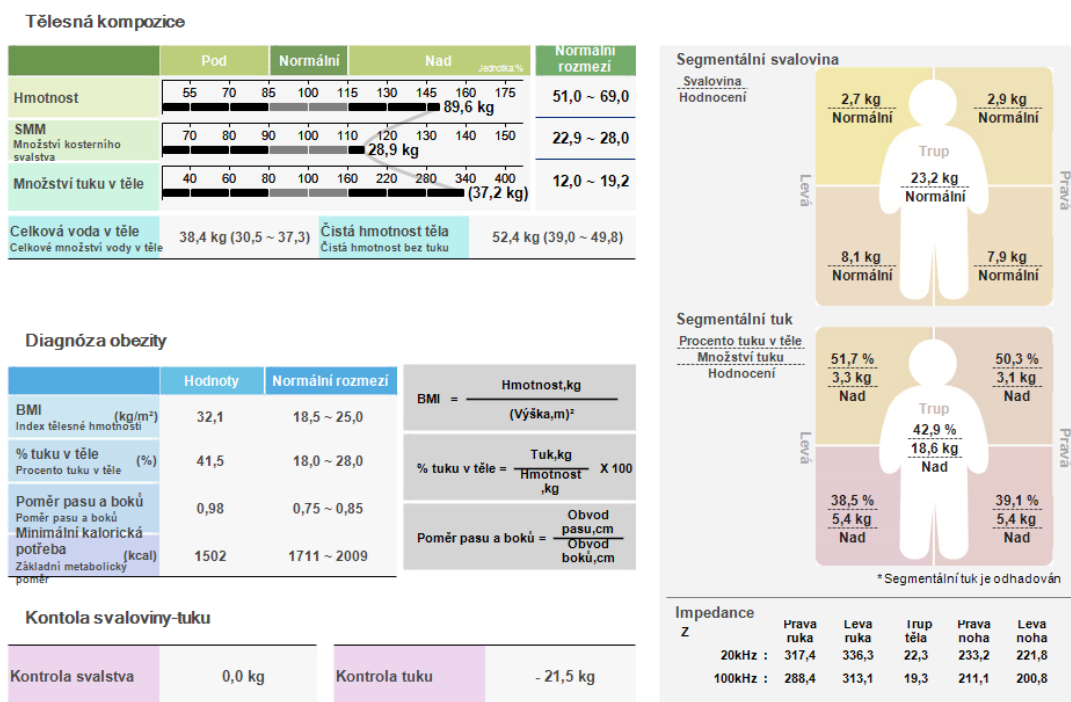 Tělesná kompozice
Pod Normální Nad Jednotka:% Normální rozmezí
Hmotnost 55 70 85 100 115 130 145 160 175 51,0 ~ 69,0
89,6 kg
SMM 70 80 90 100 110 120 130 140 150 22,9 ~ 28,0
Množství kosterního svalstva 28,9 kg
Množství tuku v těle 40 60 80 100 160 220 280 340 400 12,0 ~ 19,2
(37,2 kg)
Celková voda v těle 38,4 kg (30,5 ~ 37,3) Čistá hmotnost těla 52,4 kg (39,0 ~ 49,8)
Celkové množství vody v těle Čistá hmotnost bez tuku
Diagnóza obezity
Hodnoty Normální rozmezí
BMI (kg/m²) 32,1 18,5 ~ 25,0
Index tělesné hmotnosti
% tuku v těle (%) 41,5 18,0 ~ 28,0
Procento tuku v těle
Poměr pasu a boků 0,98 0,75 ~ 0,85
Poměr pasu a boků
Minimální kalorická
potřeba (kcal) 1502 1711 ~ 2009
Základní metabolický
poměr
BMI = Hmotnost,kg
(Výška,m)²
% tuku v těle = Tuk,kg X 100
Hmotnost
,kg
Poměr pasu a boků = Obvod
pasu,cm
Obvod
boků,cm
Kontola svaloviny-tuku
Kontrola svalstva 0,0 kg Kontrola tuku - 21,5 kg
Segmentální svalovina
Svalovina
Hodnocení
2,7 kg 2,9 kg
Normální Normální
Trup
23,2 kg
Normální
Levá Pravá
8,1 kg 7,9 kg
Normální Normální
Segmentální tuk
Procento tuku v těle
Množství tuku
Hodnocení
51,7 % 50,3 %
3,3 kg 3,1 kg
Nad Nad
Trup
42,9 %
18,6 kg
Nad
Levá Pravá
38,5 % 39,1 %
5,4 kg 5,4 kg
Nad Nad
*Segmentální tuk je odhadován
Impedance
Z Prava ruka Leva ruka Trup těla Prava noha Leva noha
20kHz : 317,4 336,3 22,3 233,2 221,8
100kHz : 288,4 313,1 19,3 211,1 200,8